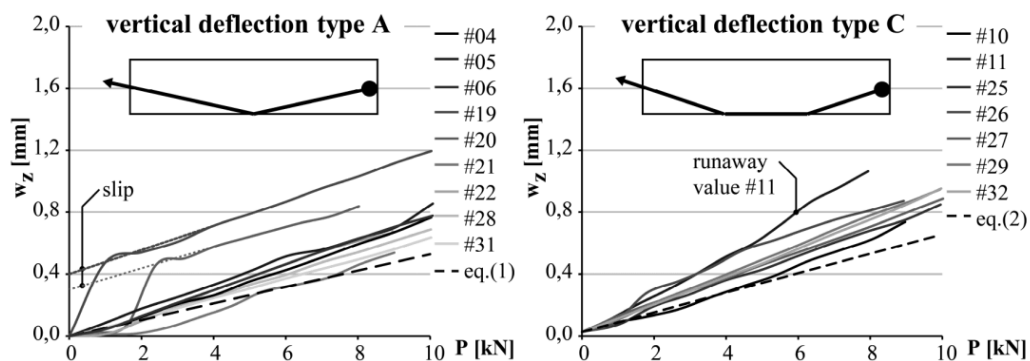 vertical deflection type A
2,0
1,6
1,2
0,8
0,4
0,0
w_z [mm]
slip
0 2 4 6 8 10
P [kN]
#04
#05
#06
#19
#20
#21
#22
#28
#31
eq.(1)
vertical deflection type C
2,0
1,6
1,2
0,8
0,4
0,0
w_z [mm]
runaway
value #11
0 2 4 6 8 10
P [kN]
#10
#11
#25
#26
#27
#29
#32
eq.(2)